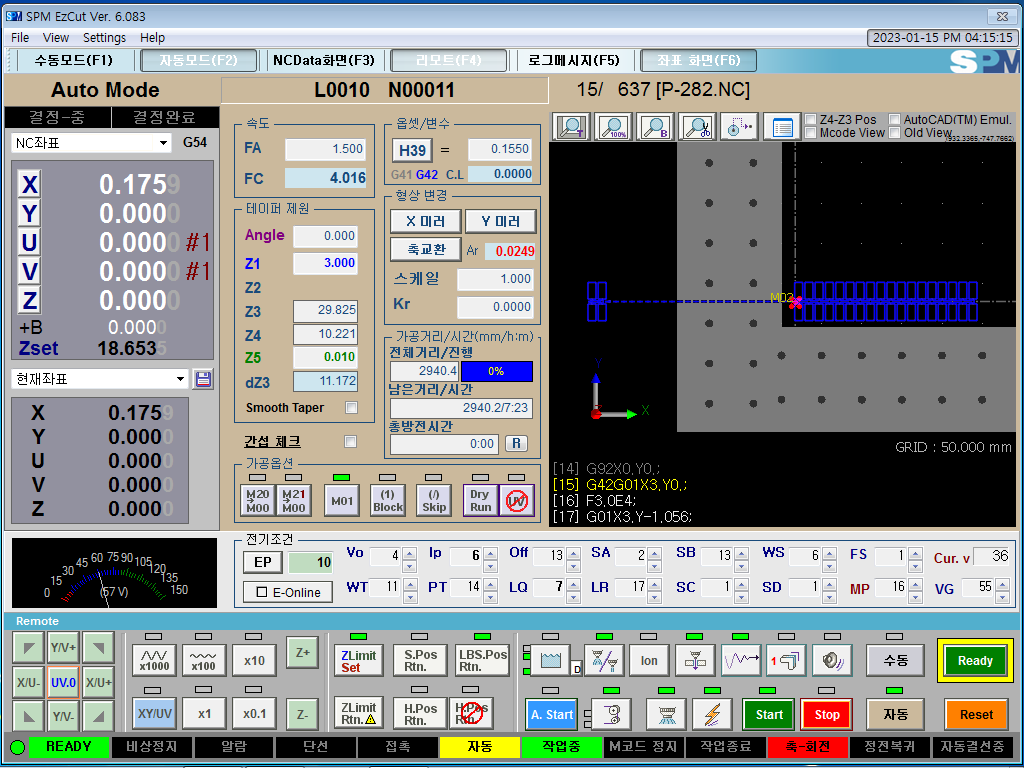 SPM EzCut Ver. 6.083
File View Settings Help
2023-01-15 PM 04:15:15
수동모드(F1) 자동모드(F2) NCData화면(F3) 리모트(F4) 로그메시지(F5) 좌표 화면(F6)
SPM
Auto Mode L0010 N00011 15/ 637 [P-282.NC]
결정-중 결정완료
NC좌표 G54
X 0.1759
Y 0.0000
U 0.0000 #1
V 0.0000 #1
Z 0.0000
+B 0.0000
Zset 18.6535
현재좌표
X 0.1759
Y 0.0000
U 0.0000
V 0.0000
Z 0.0000
속도
FA 1.500
FC 4.016
테이퍼 제원
Angle 0.000
Z1 3.000
Z2
Z3 29.825
Z4 10.221
Z5 0.010
dZ3 11.172
Smooth Taper
간섭 체크
옵셋/변수
H39 = 0.1550
G41 G42 C.L 0.0000
형상 변경
X 미러 Y 미러
축교환 Ar 0.0249
스케일 1.000
Kr 0.0000
가공거리/시간(mm/h:m)
전체거리/진행
2940.4 0%
남은거리/시간
2940.2/7:23
총방전시간
0:00 R
가공옵션
M20 M00 M21 M00 M01 (1) Block (/) Skip Dry Run UV
100% B
Z4-Z3 Pos AutoCAD(TM) Emul.
Mcode View Old View
(932.3365,-747.7662)
M02
Y
X
GRID : 50.000 mm
[14] G92X0,Y0,;
[15] G42G01X3,Y0,;
[16] F3,0E4;
[17] G01X3,Y-1,056;
0 15 30 45 60 75 90 105 120 135 150
(57 V)
전기조건
EP 10 Vo 4 Ip 6 Off 13 SA 2 SB 13 WS 6 FS 1 Cur. v 36
E-Online WT 11 PT 14 LQ 7 LR 17 SC 1 SD 1 MP 16 VG 55
Remote
Y/V+
X/U- UV.0 X/U+
Y/V-
x1000 x100 x10 Z+
XY/UV x1 x0.1 Z-
ZLimit Set S.Pos Rtn. LBS.Pos Rtn.
ZLimit Rtn. H.Pos Rtn. H.Pos Rtn.
D Ion 1 수동 Ready
A. Start Start Stop 자동 Reset
READY 비상정지 알람 단선 접촉 자동 작업중 M코드 정지 작업종료 축-회전 정전복귀 자동결선중